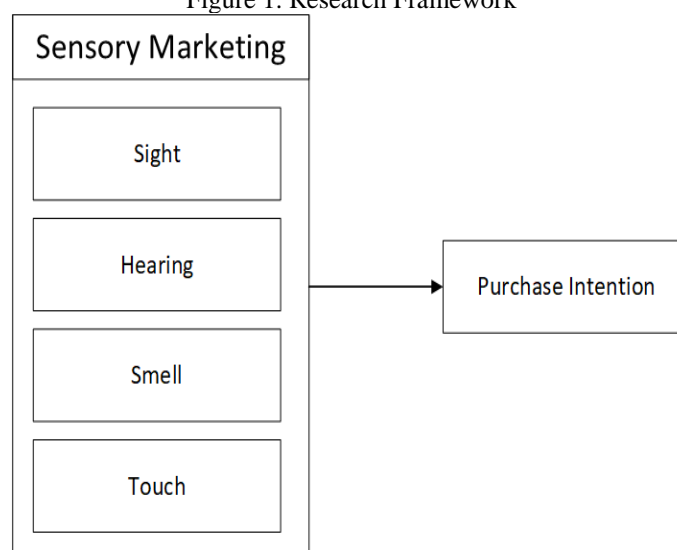 Figure 1: Research Framework
Sensory Marketing
Sight
Hearing
Smell
Touch
Purchase Intention